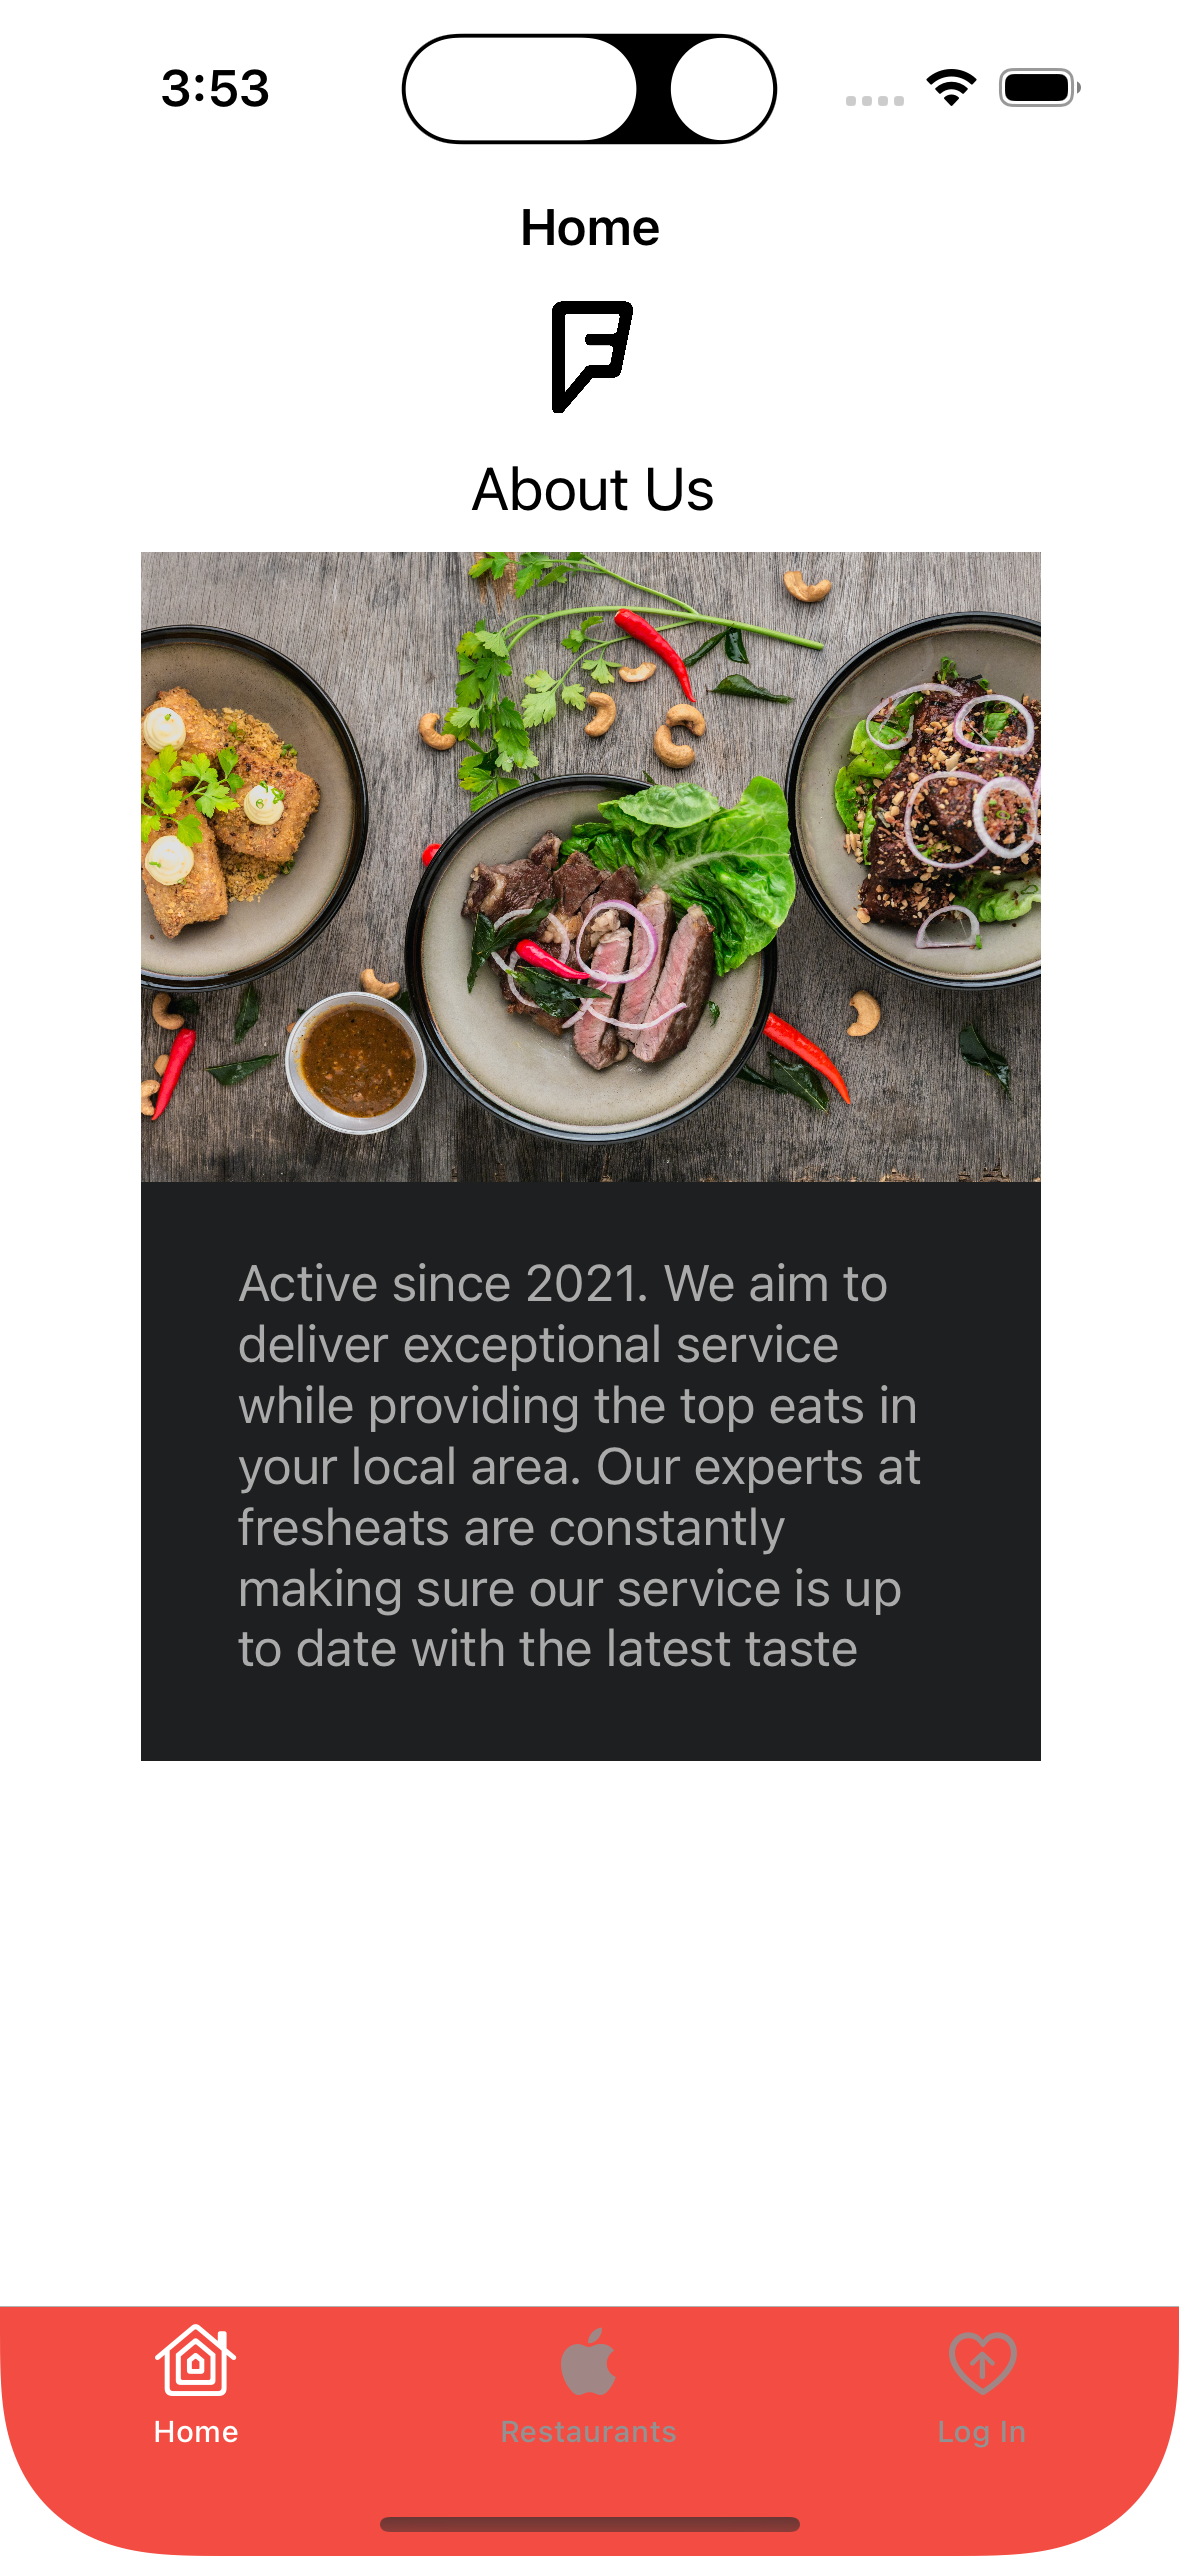 3:53
Home
About Us
Active since 2021. We aim to
deliver exceptional service
while providing the top eats in
your local area. Our experts at
fresheats are constantly
making sure our service is up
to date with the latest taste
Home
Restaurants
Log In